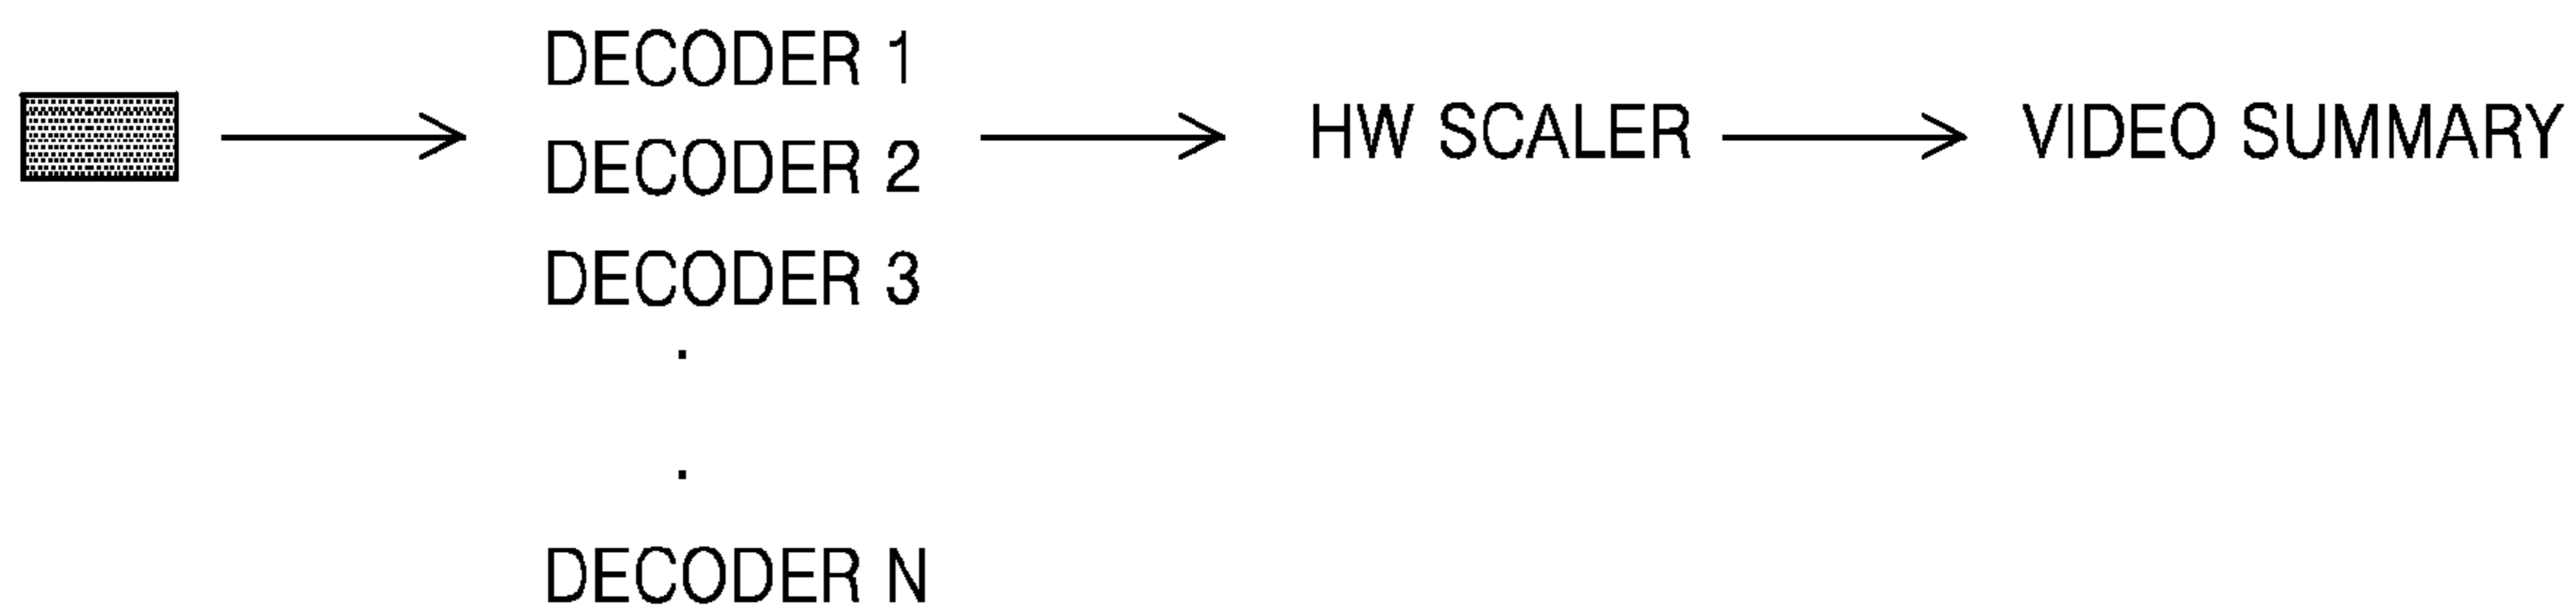 DECODER 1
DECODER 2
HW SCALER
VIDEO SUMMARY
DECODER 3
.
.
DECODER N